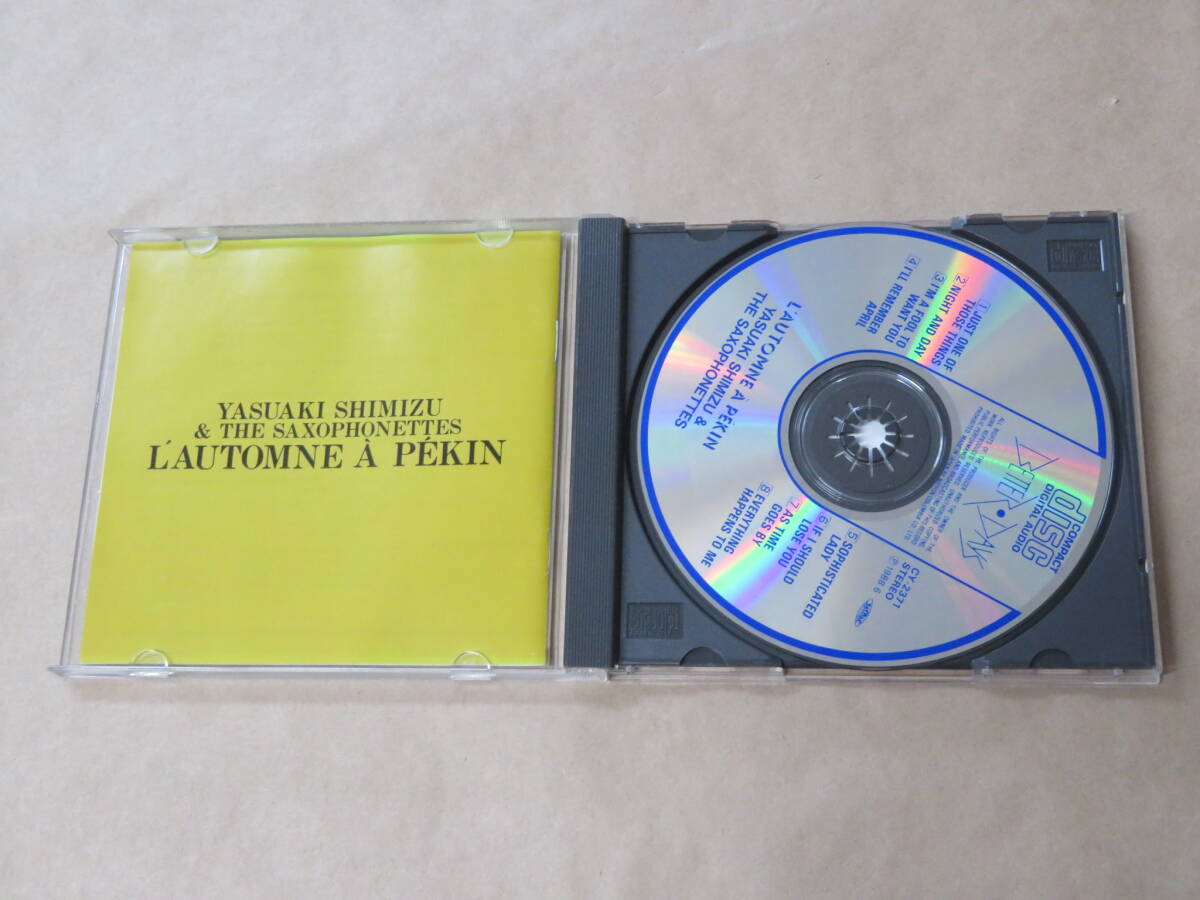 YASUAKI SHIMIZU
& THE SAXOPHONETTES
L'AUTOMNE À PÉKIN
L'AUTOMNE À PÉKIN
YASUAKI SHIMIZU &
THE SAXOPHONETTES
1 JUST ONE OF
THOSE THINGS
2 NIGHT AND DAY
3 I'M A FOOL TO
WANT YOU
4 I'LL REMEMBER
APRIL
5 SOPHISTICATED
LADY
6 IF I SHOULD
LOSE YOU
7 AS TIME
GOES BY
8 EVERYTHING
HAPPENS TO ME
COMPACT
disc
DIGITAL AUDIO
CY-2371
STEREO
Ⓟ 1988.6